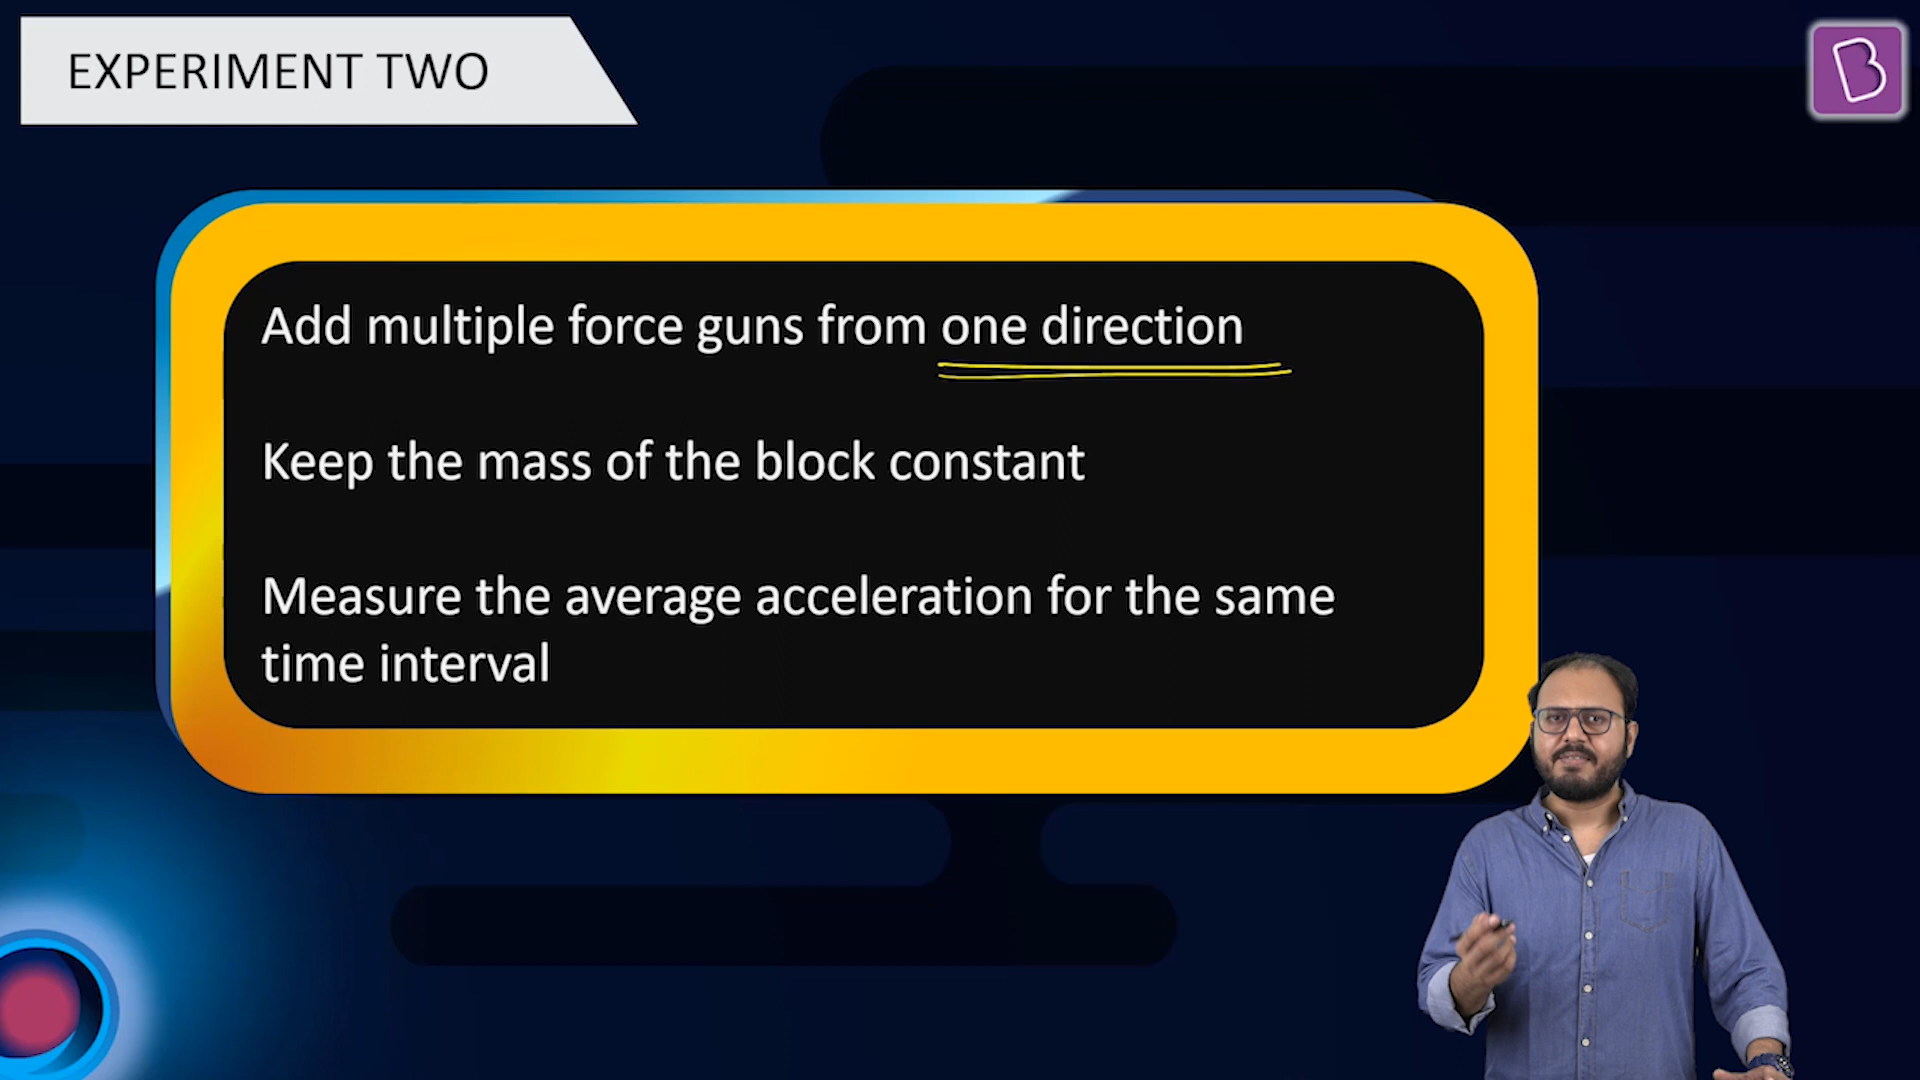 EXPERIMENT TWO
B
Add multiple force guns from one direction
Keep the mass of the block constant
Measure the average acceleration for the same
time interval